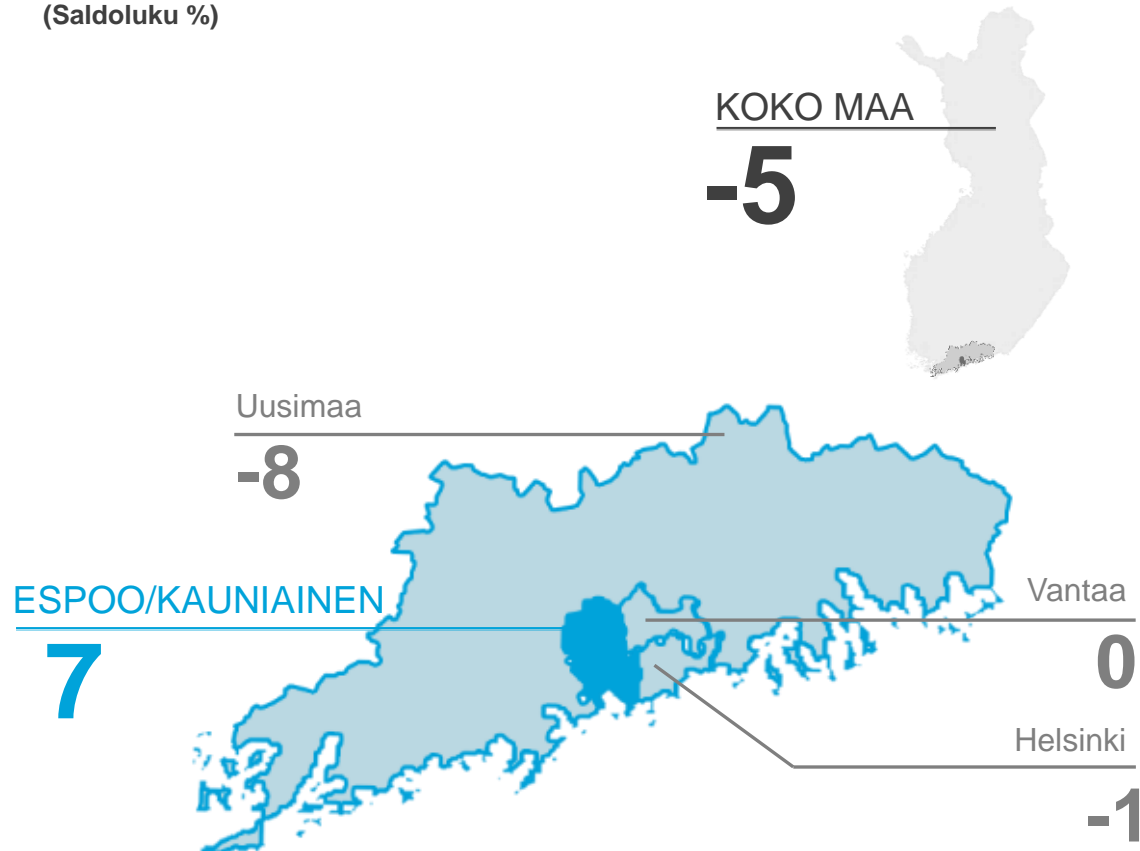 (Saldoluku %)
KOKO MAA
-5
Uusimaa
-8
ESPOO/KAUNIAINEN
7
Vantaa
0
Helsinki
-1